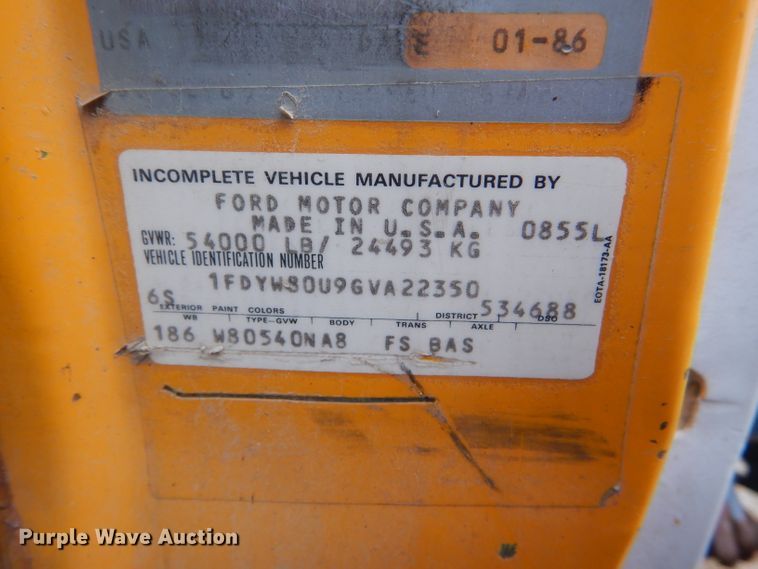 USA DATE 01-86
INCOMPLETE VEHICLE MANUFACTURED BY
FORD MOTOR COMPANY
MADE IN U.S.A. 0855L
GVWR: 54000 LB/ 24493 KG
VEHICLE IDENTIFICATION NUMBER
1FDYW80U9GVA22350
6S 534688
EXTERIOR PAINT COLORS DISTRICT DSO
WB TYPE-GVW BODY TRANS AXLE
186 W80540NA8 FS BAS
EOTA-18173-AA
Purple Wave Auction